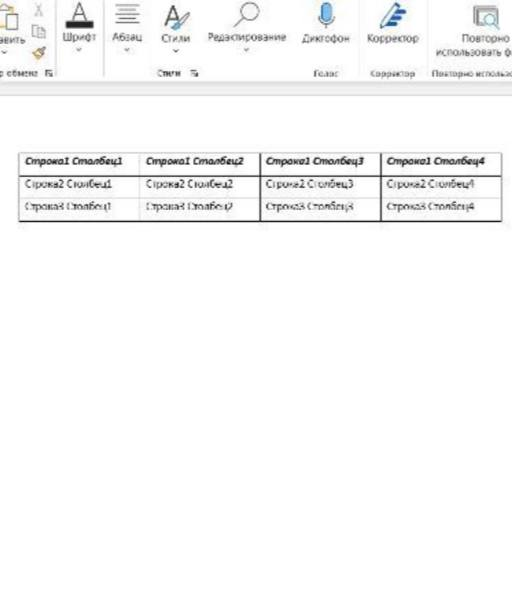 авить
Шрифт
Абзац
Стили
Редактирование
Диктофон
Корректор
Повторно
использовать ф
р обмена
Стили
Голос
Корректор
Повторно использо
Строка1 Столбец1 Строка1 Столбец2 Строка1 Столбец3 Строка1 Столбец4
Строка2 Столбец1 Строка2 Столбец2 Строка2 Столбец3 Строка2 Столбец4
Строка3 Столбец1 Строка3 Столбец2 Строка3 Столбец3 Строка3 Столбец4